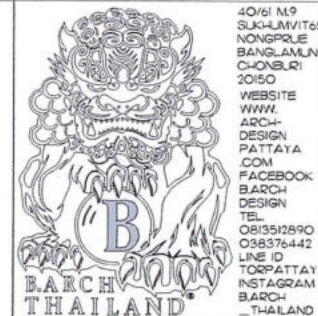 B
B.ARCH
THAILAND®
40/61 M.9
SUKHUMVIT65
NONGPRUE
BANGLAMUN
CHONBURI
20150
WEBSITE
WWW.
ARCH-
DESIGN
PATTAYA
.COM
FACEBOOK
B.ARCH
DESIGN
TEL.
0813512890
038376442
LINE ID
TORPATTAY
INSTAGRAM
B.ARCH
_THAILAND